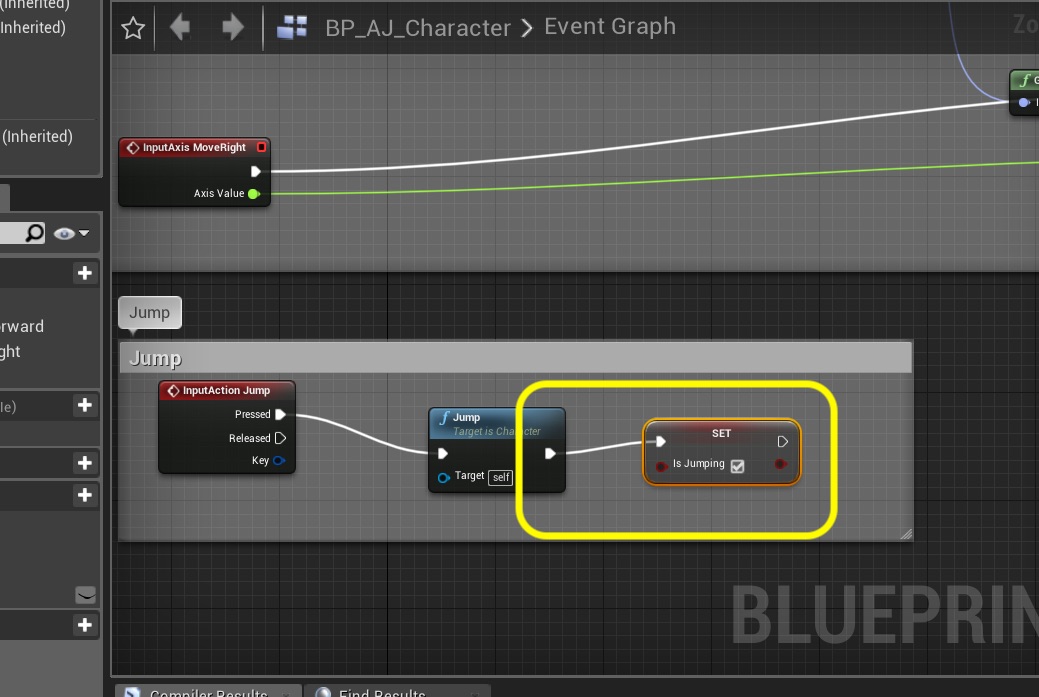 (Inherited)
Inherited)
(Inherited)
BP_AJ_Character > Event Graph
Zo
InputAxis MoveRight
Axis Value
orward
ght
le)
Jump
Jump
InputAction Jump
Pressed
Released
Key
Jump
Target is Character
Target self
SET
Is Jumping
BLUEPRIN
Compiler Results
Find Results